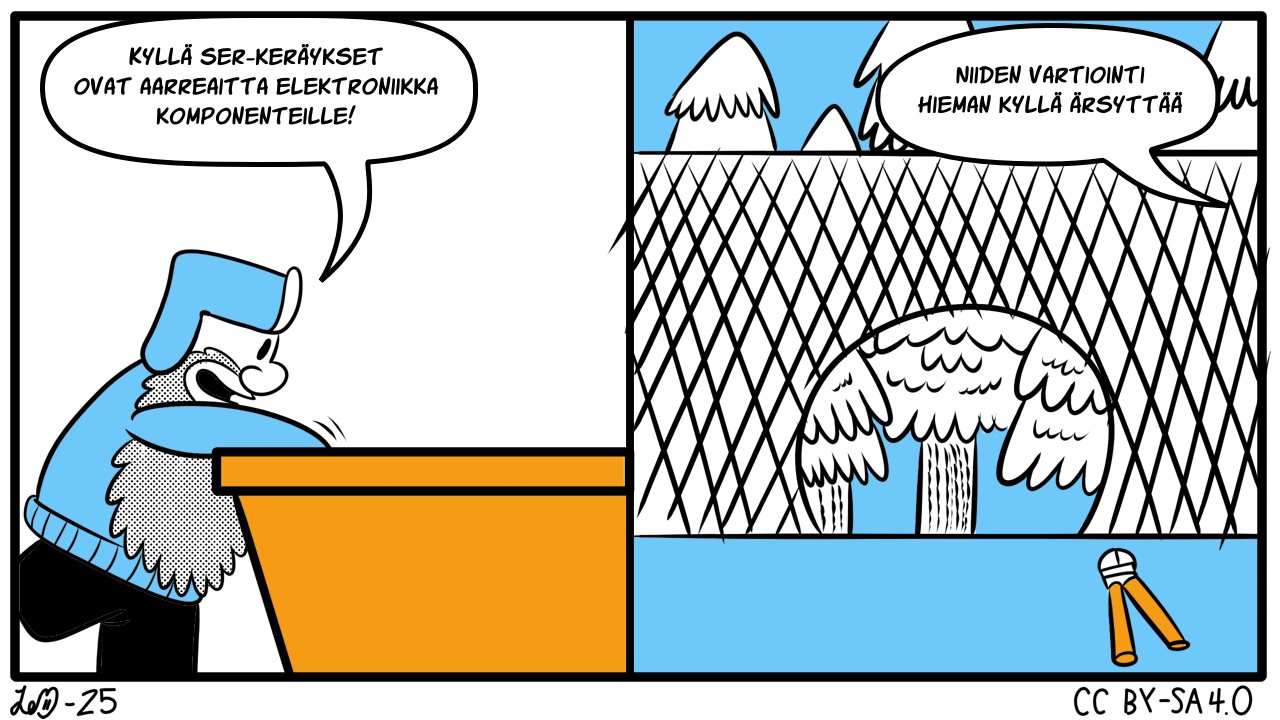 KYLLÄ SER-KERÄYKSET
OVAT AARREAITTA ELEKTRONIIKKA
KOMPONENTEILLE!
NIIDEN VARTIOINTI
HIEMAN KYLLÄ ÄRSYTTÄÄ
-25
CC BY-SA 4.0